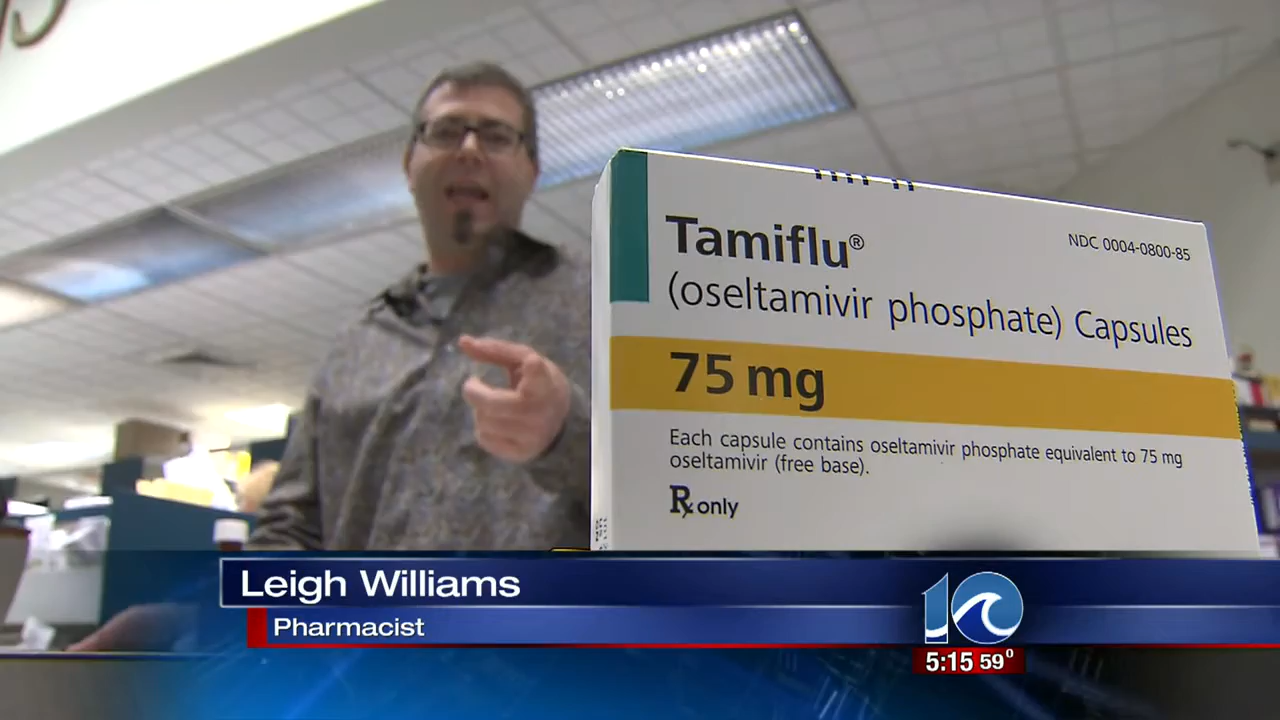 Tamiflu®
NDC 0004-0800-85
(oseltamivir phosphate) Capsules
75 mg
Each capsule contains oseltamivir phosphate equivalent to 75 mg
oseltamivir (free base).
Rx only
Leigh Williams
Pharmacist
10
5:15 59°